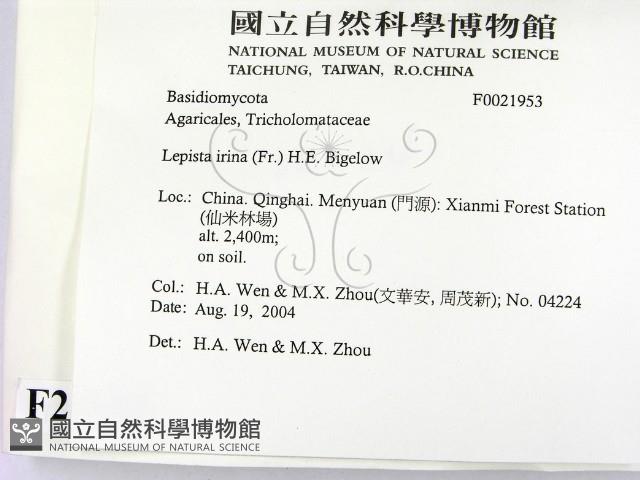 國立自然科學博物館
NATIONAL MUSEUM OF NATURAL SCIENCE
TAICHUNG, TAIWAN, R.O.CHINA
Basidiomycota F0021953
Agaricales, Tricholomataceae
Lepista irina (Fr.) H.E. Bigelow
Loc.: China. Qinghai. Menyuan (門源): Xianmi Forest Station
(仙米林場)
alt. 2,400m;
on soil.
Col.: H.A. Wen & M.X. Zhou(文華安, 周茂新); No. 04224
Date: Aug. 19, 2004
Det.: H.A. Wen & M.X. Zhou
F2
國立自然科學博物館
NATIONAL MUSEUM OF NATURAL SCIENCE